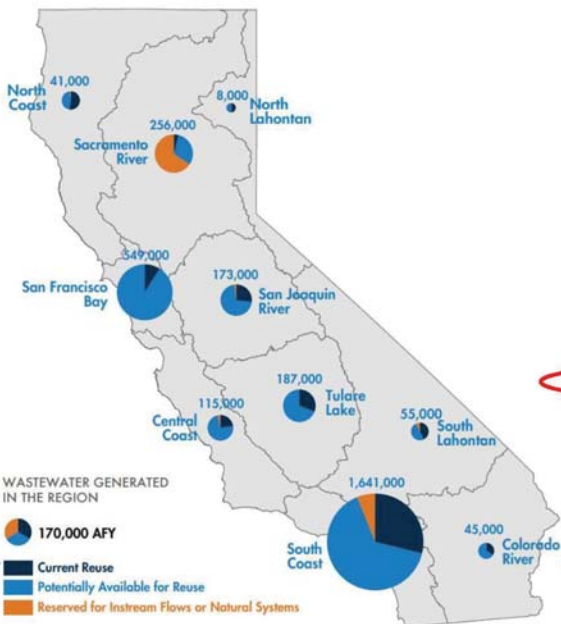 41,000
North
Coast
8,000
North
Lahontan
256,000
Sacramento
River
549,000
San Francisco
Bay
173,000
San Joaquin
River
187,000
Tulare
Lake
115,000
Central
Coast
55,000
South
Lahontan
1,641,000
South
Coast
45,000
Colorado
River
WASTEWATER GENERATED
IN THE REGION
170,000 AFY
Current Reuse
Potentially Available for Reuse
Reserved for Instream Flows or Natural Systems